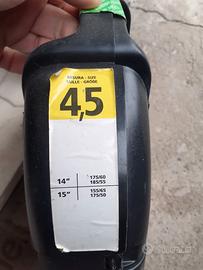 MISURA - SIZE
TAILLE - GRÖßE
4,5
14" 175/60
185/55
15" 155/65
175/50